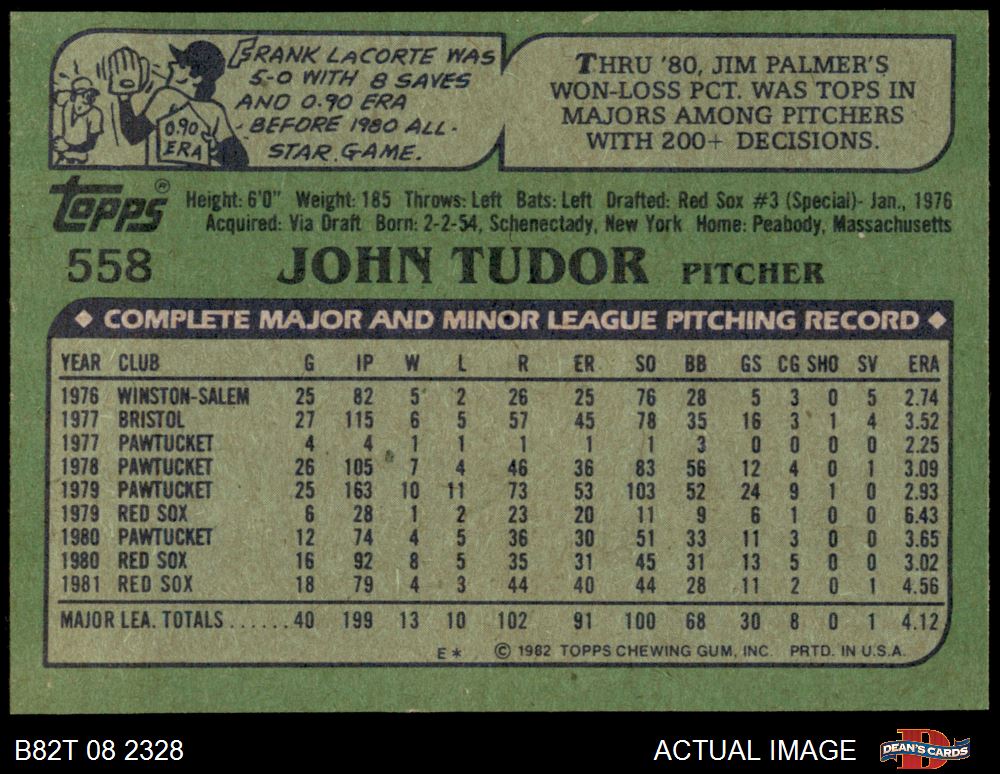 FRANK LACORTE WAS
5-0 WITH 8 SAVES
AND 0.90 ERA
BEFORE 1980 ALL-
STAR GAME.
0.90
ERA
THRU '80, JIM PALMER'S
WON-LOSS PCT. WAS TOPS IN
MAJORS AMONG PITCHERS
WITH 200+ DECISIONS.
TOPPS®
Height: 6'0" Weight: 185 Throws: Left Bats: Left Drafted: Red Sox #3 (Special)- Jan., 1976
Acquired: Via Draft Born: 2-2-54, Schenectady, New York Home: Peabody, Massachusetts
558 JOHN TUDOR PITCHER
◆ COMPLETE MAJOR AND MINOR LEAGUE PITCHING RECORD ◆
YEAR CLUB G IP W L R ER SO BB GS CG SHO SV ERA
1976 WINSTON-SALEM 25 82 5 2 26 25 76 28 5 3 0 5 2.74
1977 BRISTOL 27 115 6 5 57 45 78 35 16 3 1 4 3.52
1977 PAWTUCKET 4 4 1 1 1 1 1 3 0 0 0 0 2.25
1978 PAWTUCKET 26 105 7 4 46 36 83 56 12 4 0 1 3.09
1979 PAWTUCKET 25 163 10 11 73 53 103 52 24 9 1 0 2.93
1979 RED SOX 6 28 1 2 23 20 11 9 6 1 0 0 6.43
1980 PAWTUCKET 12 74 4 5 36 30 51 33 11 3 0 0 3.65
1980 RED SOX 16 92 8 5 35 31 45 31 13 5 0 0 3.02
1981 RED SOX 18 79 4 3 44 40 44 28 11 2 0 1 4.56
MAJOR LEA. TOTALS......40 199 13 10 102 91 100 68 30 8 0 1 4.12
E* © 1982 TOPPS CHEWING GUM, INC. PRTD. IN U.S.A.
B82T 08 2328
ACTUAL IMAGE
DEAN'S CARDS